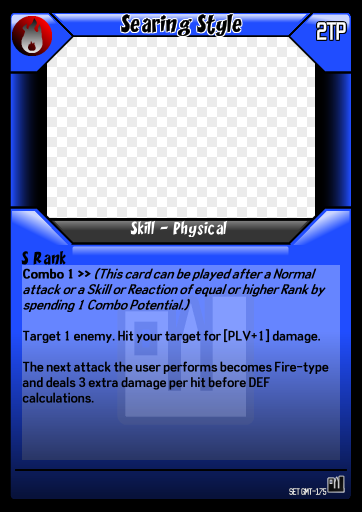 Searing Style
2TP
Skill - Physical
S Rank
Combo 1 >> (This card can be played after a Normal
attack or a Skill or Reaction of equal or higher Rank by
spending 1 Combo Potential.)
Target 1 enemy. Hit your target for [PLV+1] damage.
The next attack the user performs becomes Fire-type
and deals 3 extra damage per hit before DEF
calculations.
SET GMT-175